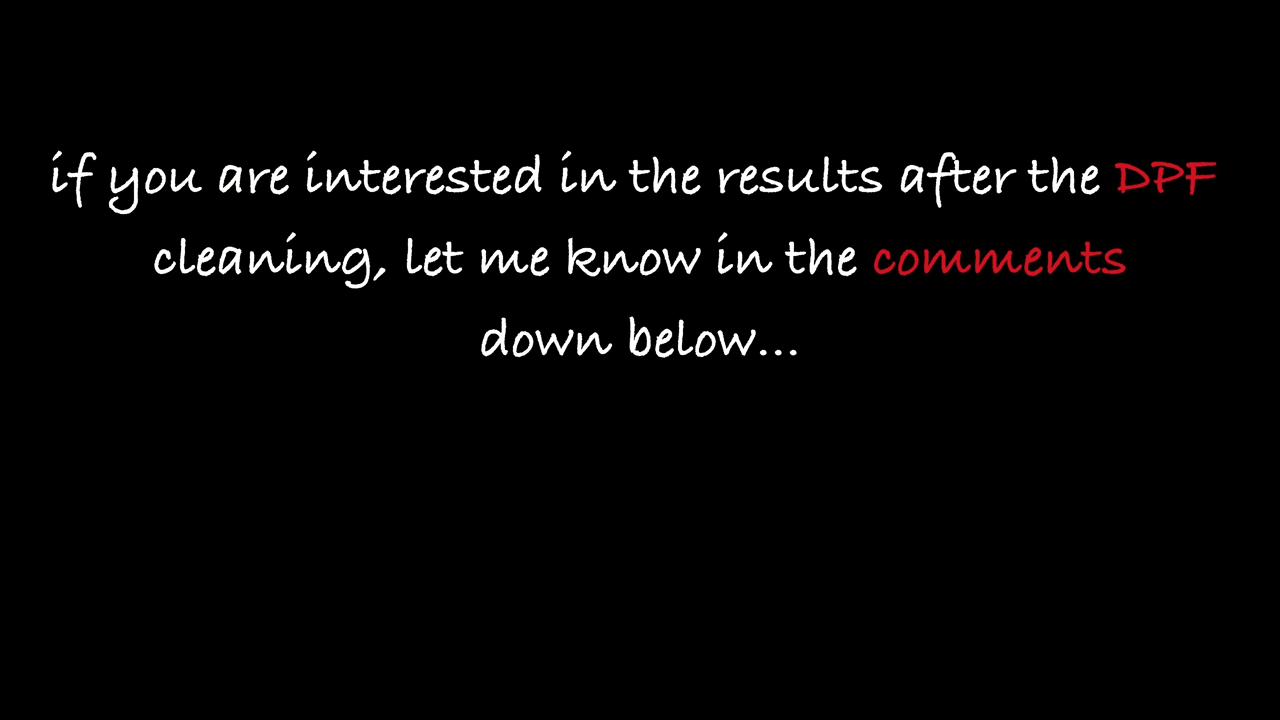 if you are interested in the results after the DPF
cleaning, let me know in the comments
down below...